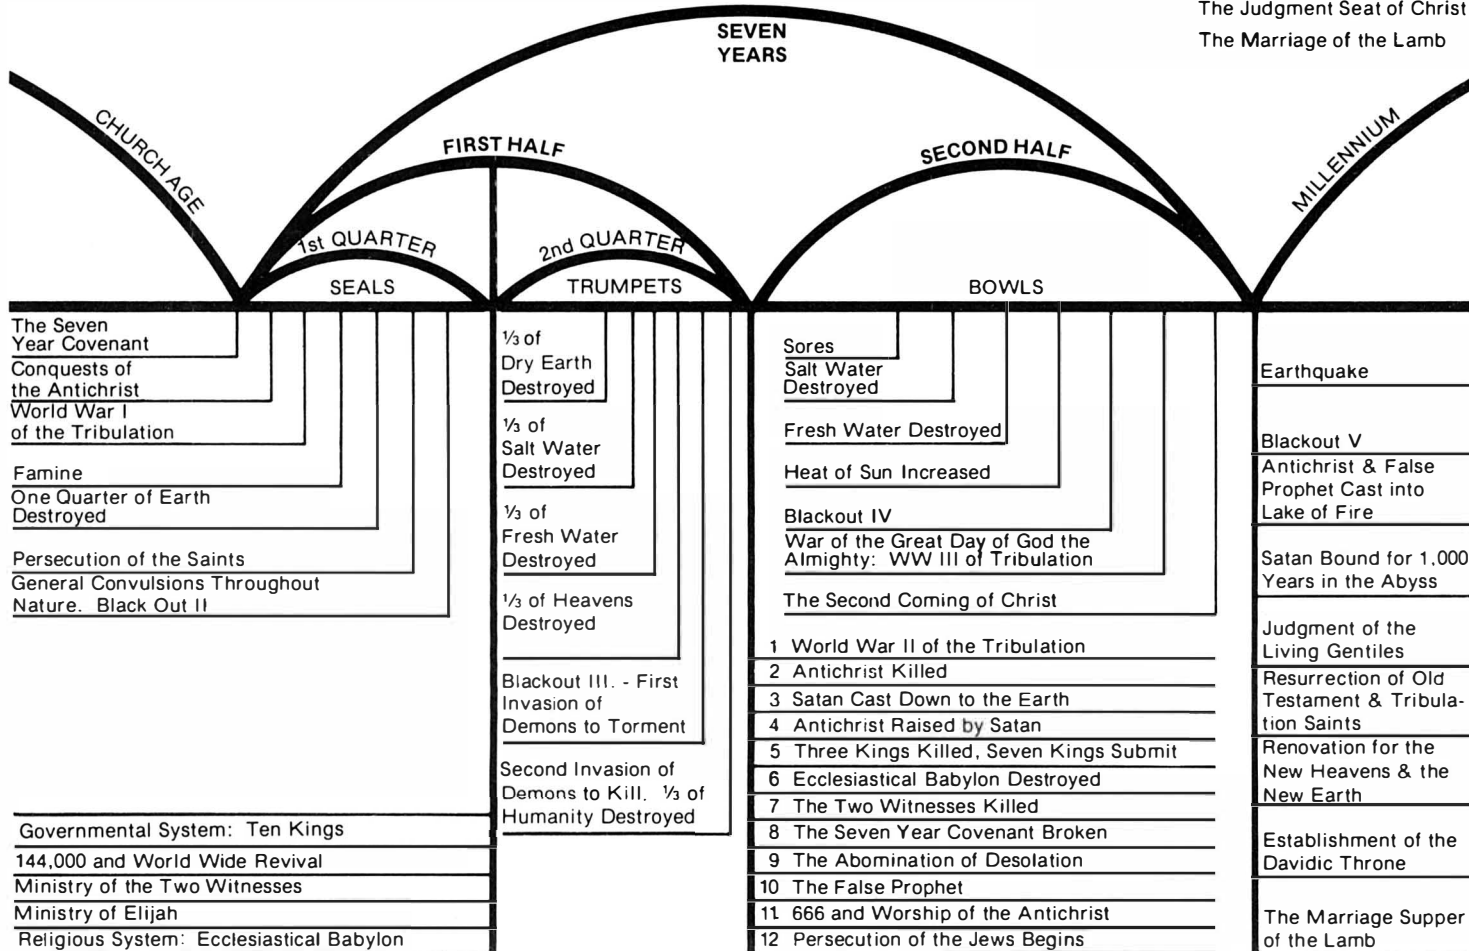 The Judgment Seat of Christ
The Marriage of the Lamb
SEVEN
YEARS
CHURCH AGE
FIRST HALF
SECOND HALF
MILLENNIUM
1st QUARTER
2nd QUARTER
SEALS
TRUMPETS
BOWLS
The Seven
Year Covenant
Conquests of
the Antichrist
World War I
of the Tribulation
Famine
One Quarter of Earth
Destroyed
Persecution of the Saints
General Convulsions Throughout
Nature. Black Out II
Governmental System: Ten Kings
144,000 and World Wide Revival
Ministry of the Two Witnesses
Ministry of Elijah
Religious System: Ecclesiastical Babylon
⅓ of
Dry Earth
Destroyed
⅓ of
Salt Water
Destroyed
⅓ of
Fresh Water
Destroyed
⅓ of Heavens
Destroyed
Blackout III. - First
Invasion of
Demons to Torment
Second Invasion of
Demons to Kill. ⅓ of
Humanity Destroyed
Sores
Salt Water
Destroyed
Fresh Water Destroyed
Heat of Sun Increased
Blackout IV
War of the Great Day of God the
Almighty: WW III of Tribulation
The Second Coming of Christ
1 World War II of the Tribulation
2 Antichrist Killed
3 Satan Cast Down to the Earth
4 Antichrist Raised by Satan
5 Three Kings Killed, Seven Kings Submit
6 Ecclesiastical Babylon Destroyed
7 The Two Witnesses Killed
8 The Seven Year Covenant Broken
9 The Abomination of Desolation
10 The False Prophet
11 666 and Worship of the Antichrist
12 Persecution of the Jews Begins
Earthquake
Blackout V
Antichrist & False
Prophet Cast into
Lake of Fire
Satan Bound for 1,000
Years in the Abyss
Judgment of the
Living Gentiles
Resurrection of Old
Testament & Tribula-
tion Saints
Renovation for the
New Heavens & the
New Earth
Establishment of the
Davidic Throne
The Marriage Supper
of the Lamb